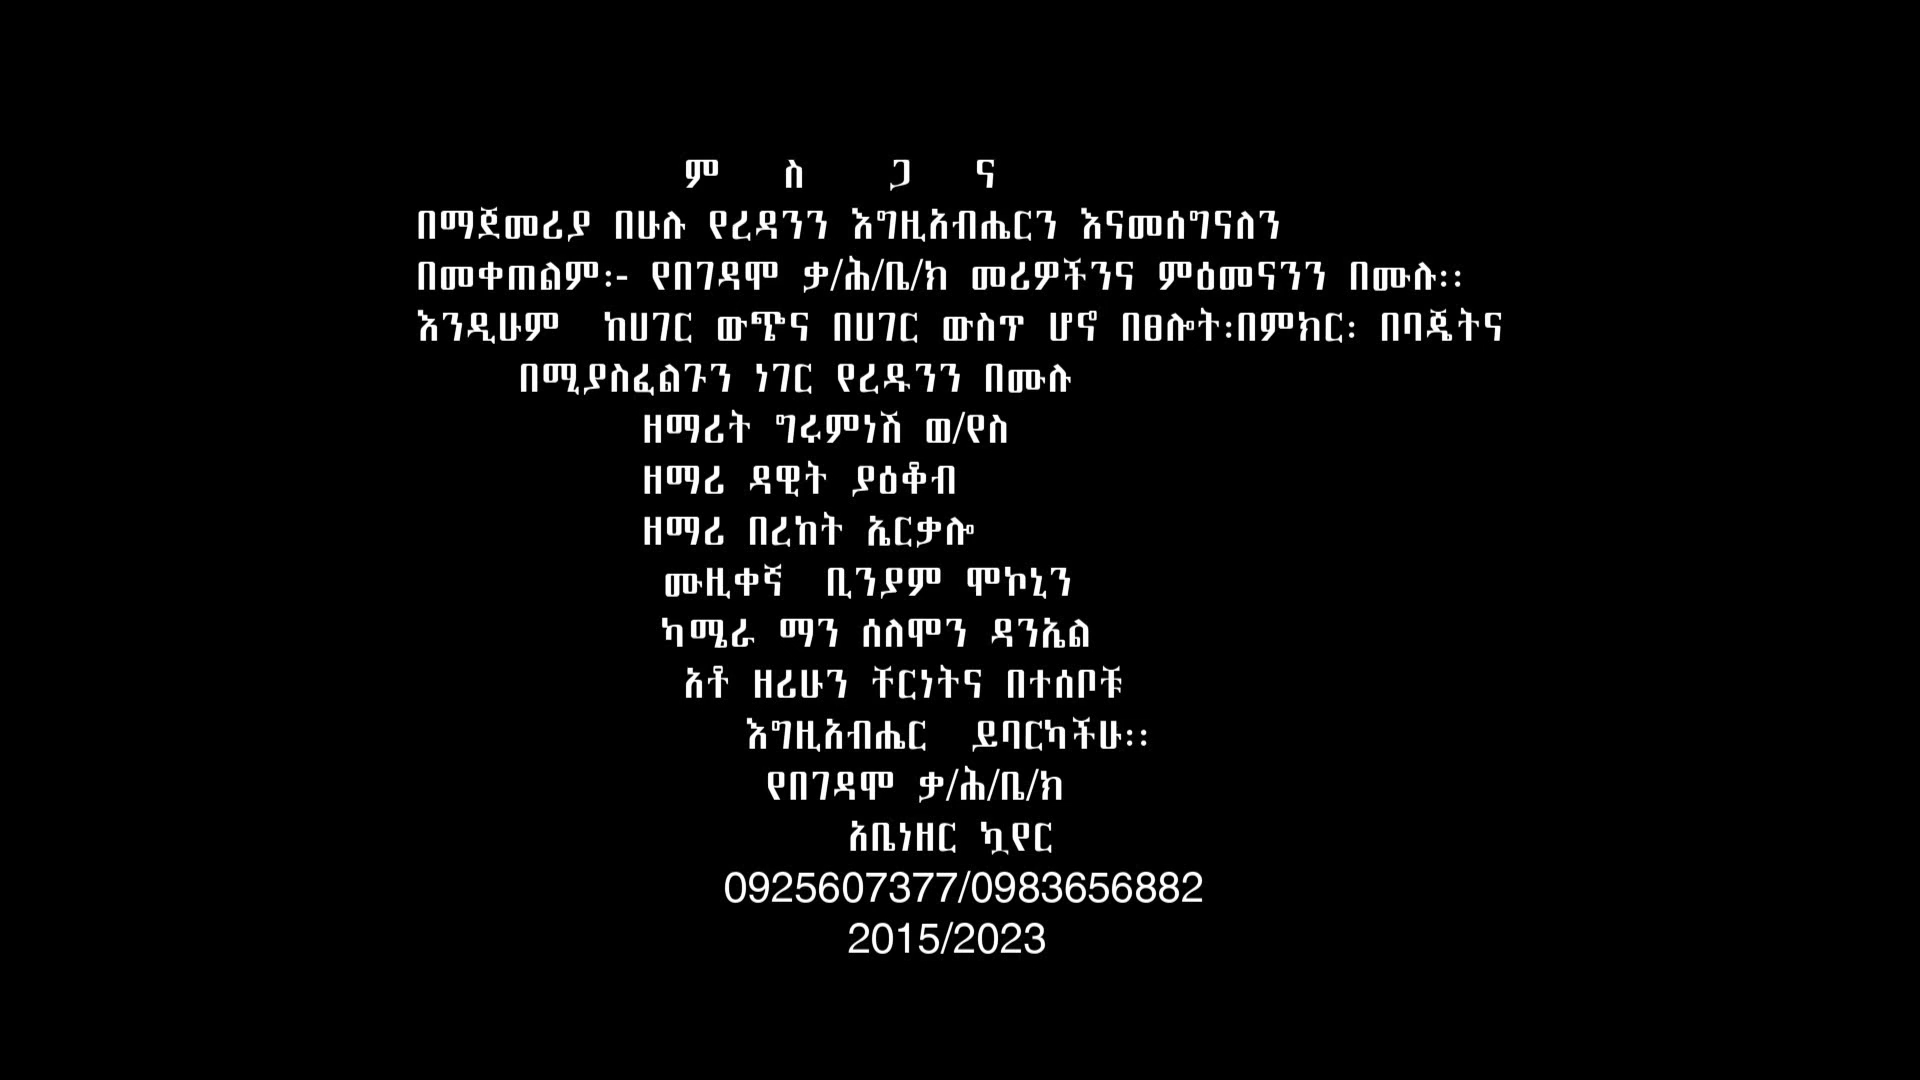 ም ስ ጋ ና
በማጀመሪያ በሁሉ የረዳንን እግዚአብሔርን እናመሰግናለን
በመቀጠልም፡- የበገዳሞ ቃ/ሕ/ቤ/ክ መሪዎችንና ምዕመናንን በሙሉ፡፡
እንዲሁም ከሀገር ውጭና በሀገር ውስጥ ሆኖ በፀሎት፡በምክር፡ በባጄትና
በሚያስፈልጉን ነገር የረዱንን በሙሉ
ዘማሪት ግሩምነሽ ወ/የስ
ዘማሪ ዳዊት ያዕቆብ
ዘማሪ በረከት ኤርቃሎ
ሙዚቀኛ ቢንያም ሞኮኒን
ካሜራ ማን ሰለሞን ዳንኤል
አቶ ዘሪሁን ቸርነትና በተሰቦቹ
እግዚአብሔር ይባርካችሁ፡፡
የበገዳሞ ቃ/ሕ/ቤ/ክ
አቤነዘር ኳየር
0925607377/0983656882
2015/2023